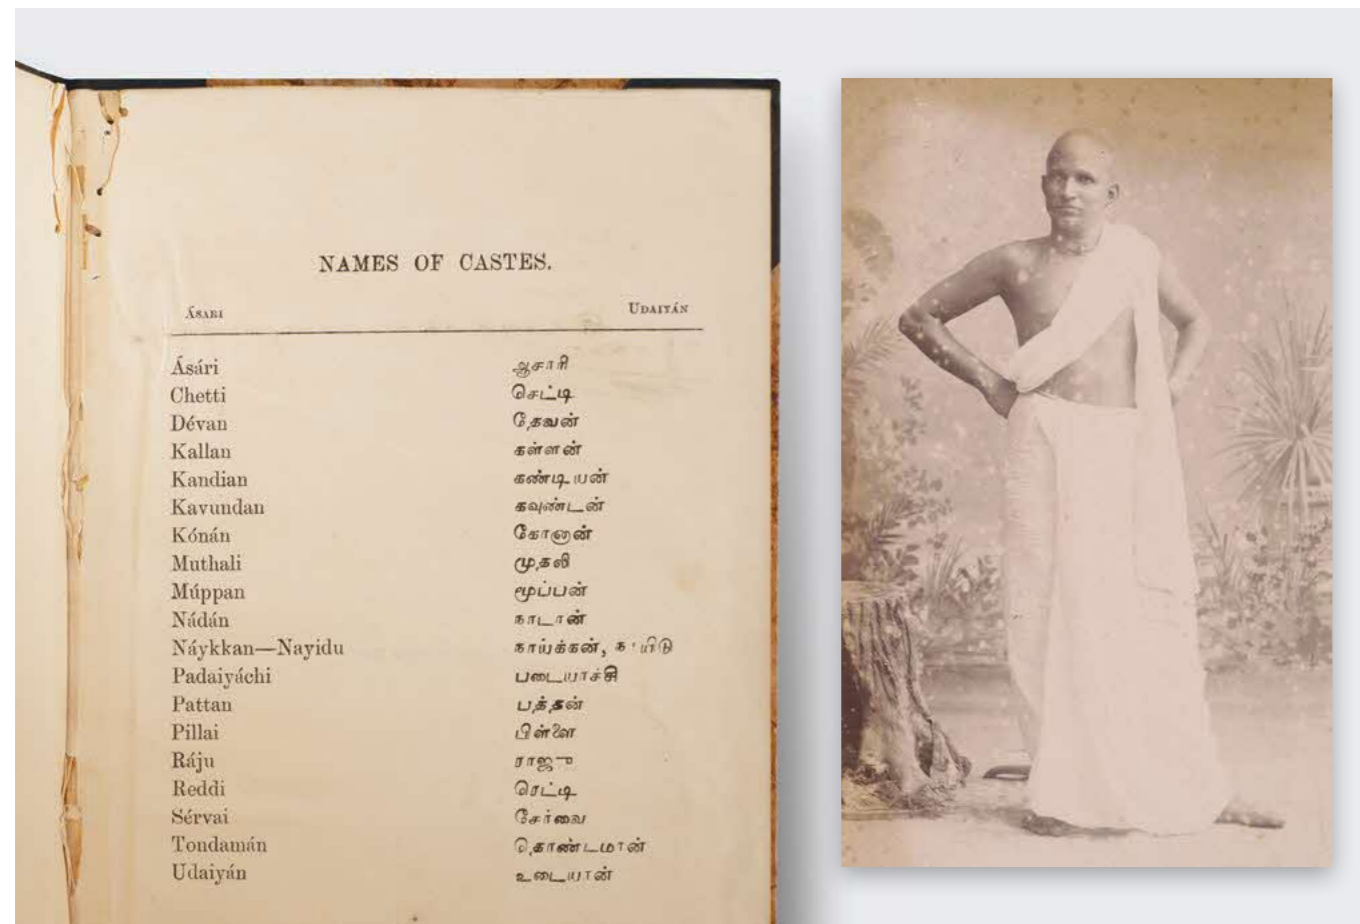 NAMES OF CASTES.
ÁSARI UDAIYÁN
Ásári ஆசாரி
Chetti செட்டி
Dévan தேவன்
Kallan கள்ளன்
Kandian கண்டியன்
Kavundan கவுண்டன்
Kónán கோனான்
Muthali முதலி
Múppan மூப்பன்
Nádán நாடான்
Náykkan—Nayidu நாய்க்கன், நாயிடு
Padaiyáchi படையாச்சி
Pattan பத்தன்
Pillai பிள்ளை
Ráju ராஜு
Reddi ரெட்டி
Sérvai சேர்வை
Tondamán தொண்டமான்
Udaiyán உடையான்